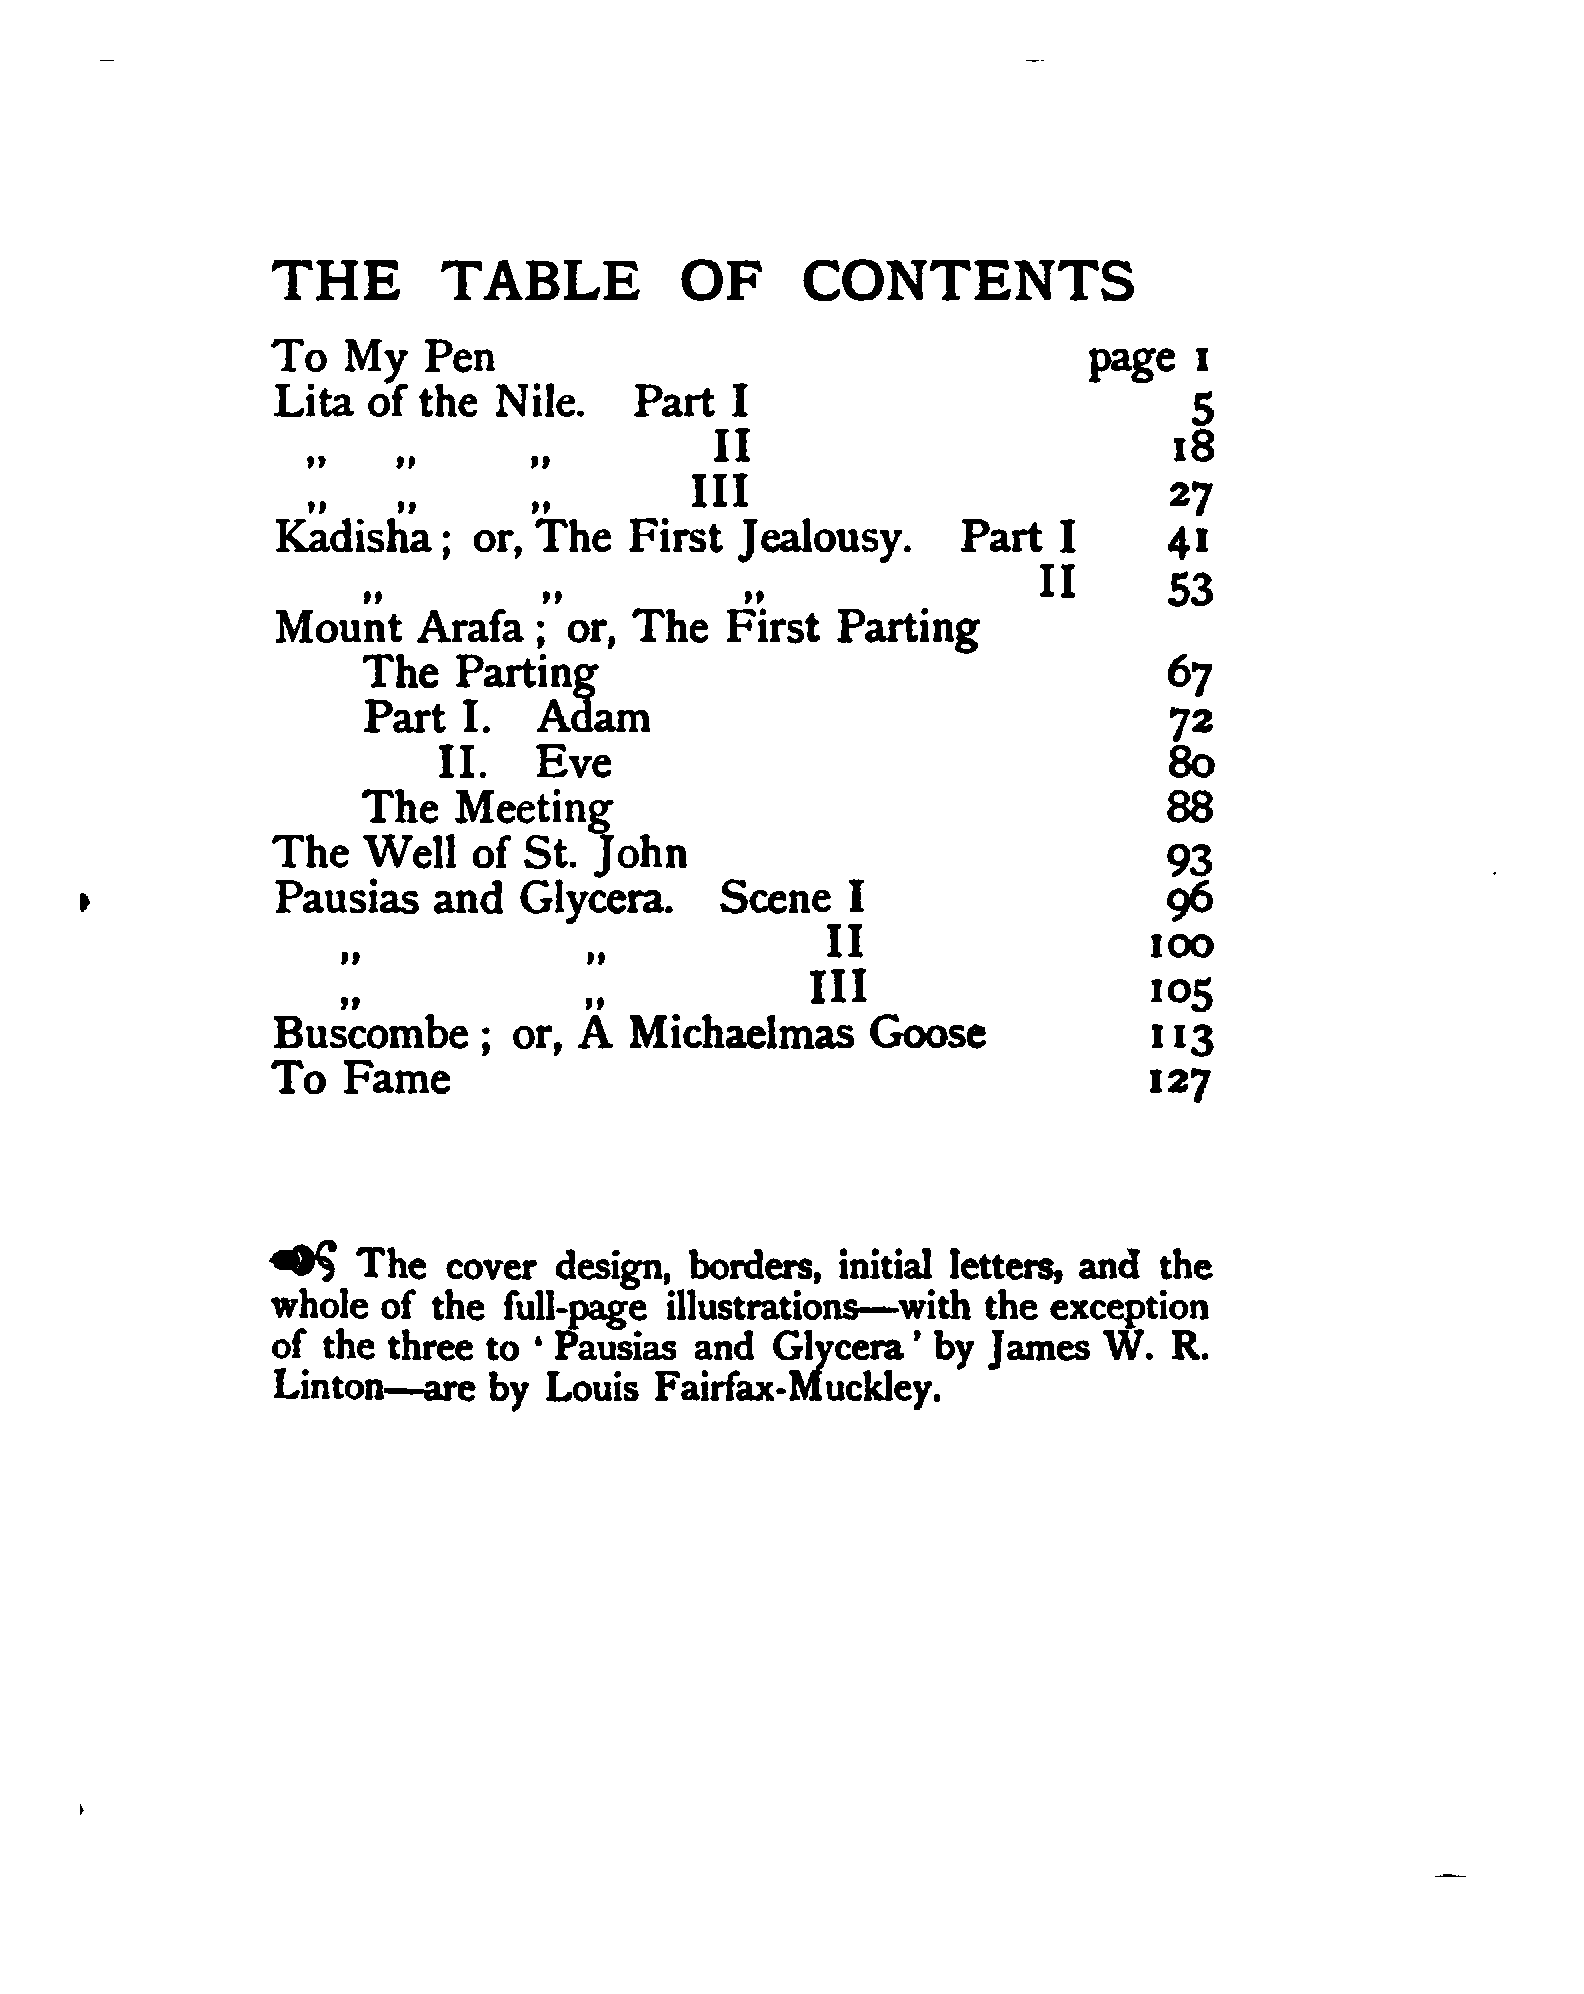 THE TABLE OF CONTENTS
To My Pen page 1
Lita of the Nile. Part I 5
„ „ „ II 18
„ „ „ III 27
Kadisha ; or, The First Jealousy. Part I 41
„ „ „ II 53
Mount Arafa ; or, The First Parting
The Parting 67
Part I. Adam 72
II. Eve 80
The Meeting 88
The Well of St. John 93
Pausias and Glycera. Scene I 96
„ „ II 100
„ „ III 105
Buscombe ; or, A Michaelmas Goose 113
To Fame 127
The cover design, borders, initial letters, and the
whole of the full-page illustrations—with the exception
of the three to ‘ Pausias and Glycera ’ by James W. R.
Linton—are by Louis Fairfax-Muckley.